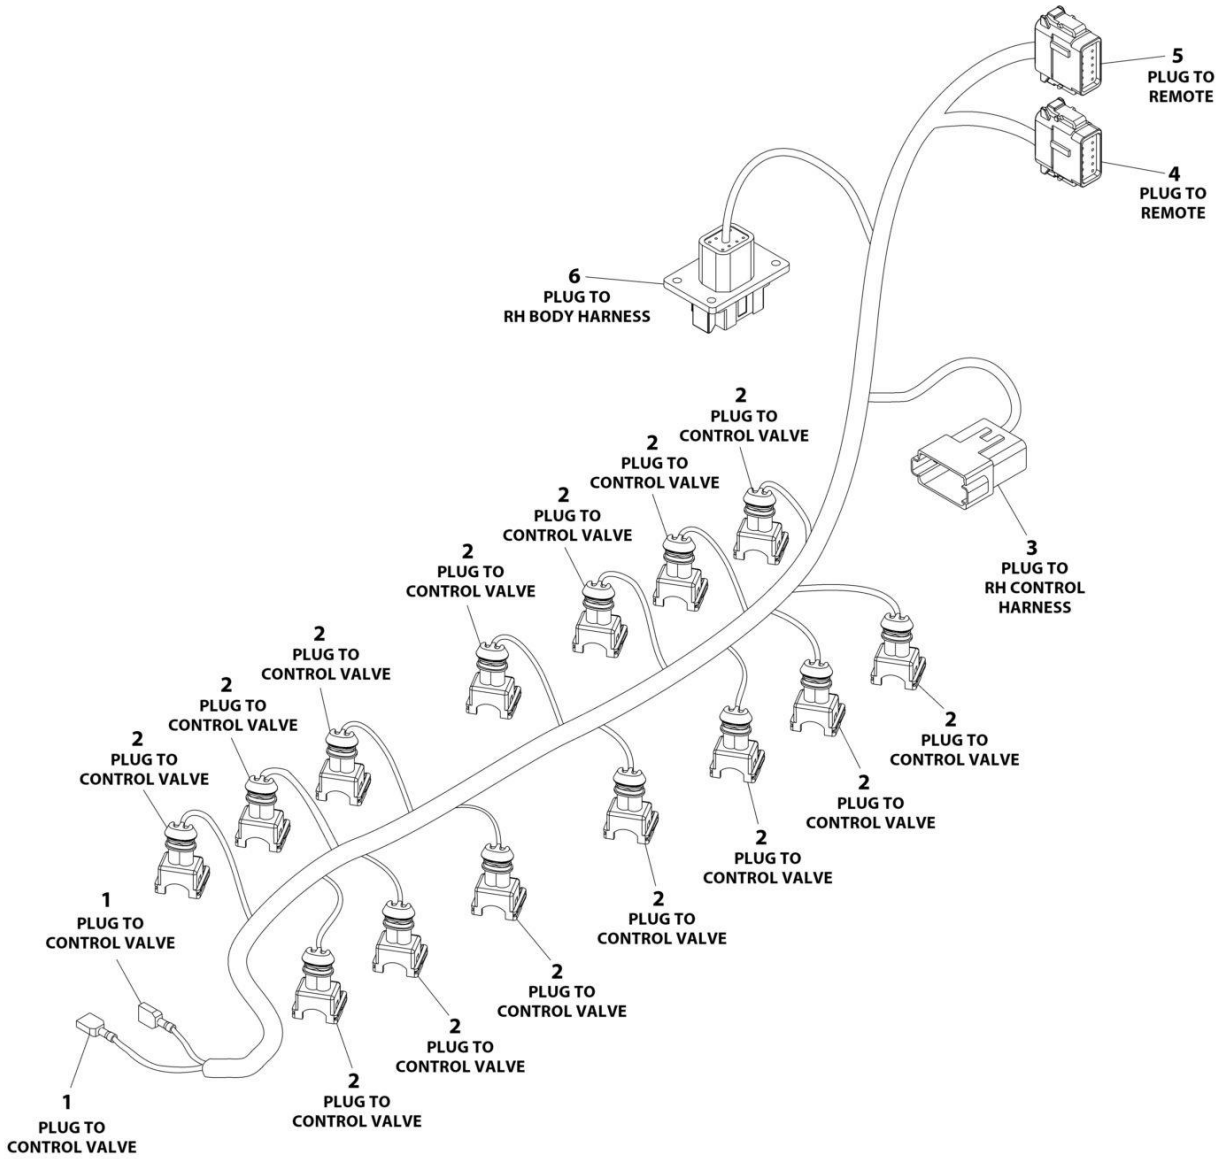 5
PLUG TO
REMOTE
4
PLUG TO
REMOTE
6
PLUG TO
RH BODY HARNESS
2
PLUG TO
CONTROL VALVE
2
PLUG TO
CONTROL VALVE
2
PLUG TO
CONTROL VALVE
2
PLUG TO
CONTROL VALVE
3
PLUG TO
RH CONTROL
HARNESS
2
PLUG TO
CONTROL VALVE
2
PLUG TO
CONTROL VALVE
2
PLUG TO
CONTROL VALVE
2
PLUG TO
CONTROL VALVE
2
PLUG TO
CONTROL VALVE
2
PLUG TO
CONTROL VALVE
2
PLUG TO
CONTROL VALVE
1
PLUG TO
CONTROL VALVE
2
PLUG TO
CONTROL VALVE
2
PLUG TO
CONTROL VALVE
2
PLUG TO
CONTROL VALVE
1
PLUG TO
CONTROL VALVE